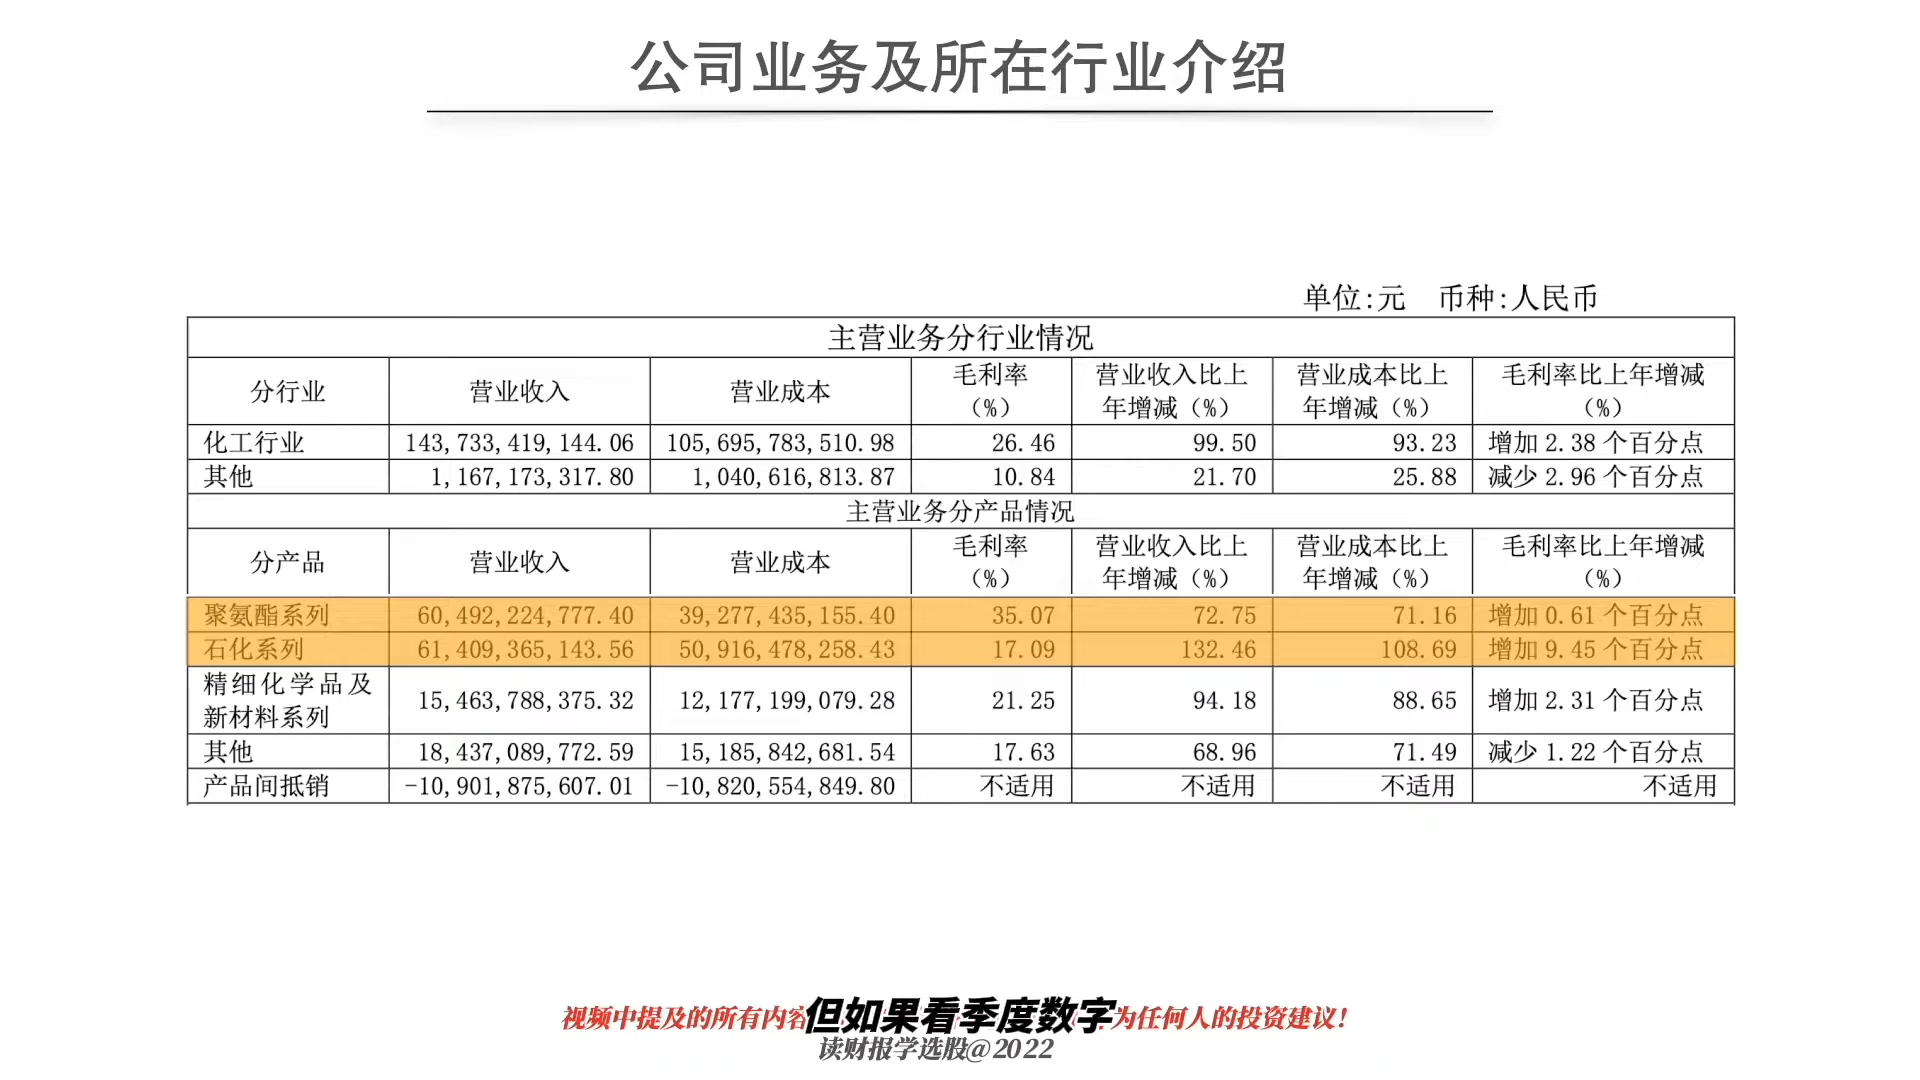 公司业务及所在行业介绍
单位:元 币种:人民币
主营业务分行业情况
分行业 营业收入 营业成本 毛利率（%） 营业收入比上年增减（%） 营业成本比上年增减（%） 毛利率比上年增减（%）
化工行业 143,733,419,144.06 105,695,783,510.98 26.46 99.50 93.23 增加 2.38 个百分点
其他 1,167,173,317.80 1,040,616,813.87 10.84 21.70 25.88 减少 2.96 个百分点
主营业务分产品情况
分产品 营业收入 营业成本 毛利率（%） 营业收入比上年增减（%） 营业成本比上年增减（%） 毛利率比上年增减（%）
聚氨酯系列 60,492,224,777.40 39,277,435,155.40 35.07 72.75 71.16 增加 0.61 个百分点
石化系列 61,409,365,143.56 50,916,478,258.43 17.09 132.46 108.69 增加 9.45 个百分点
精细化学品及新材料系列 15,463,788,375.32 12,177,199,079.28 21.25 94.18 88.65 增加 2.31 个百分点
其他 18,437,089,772.59 15,185,842,681.54 17.63 68.96 71.49 减少 1.22 个百分点
产品间抵销 -10,901,875,607.01 -10,820,554,849.80 不适用 不适用 不适用 不适用
视频中提及的所有内容 为任何人的投资建议！
但如果看季度数字
读财报学选股@2022